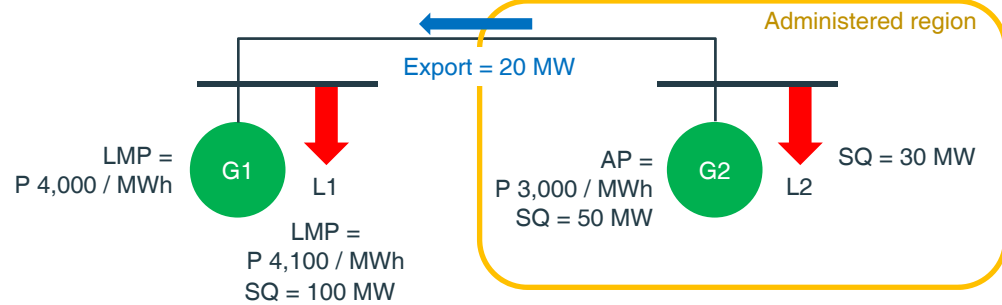 Administered region
Export = 20 MW
LMP =
P 4,000 / MWh
G1
L1
LMP =
P 4,100 / MWh
SQ = 100 MW
AP =
P 3,000 / MWh
SQ = 50 MW
G2
L2
SQ = 30 MW